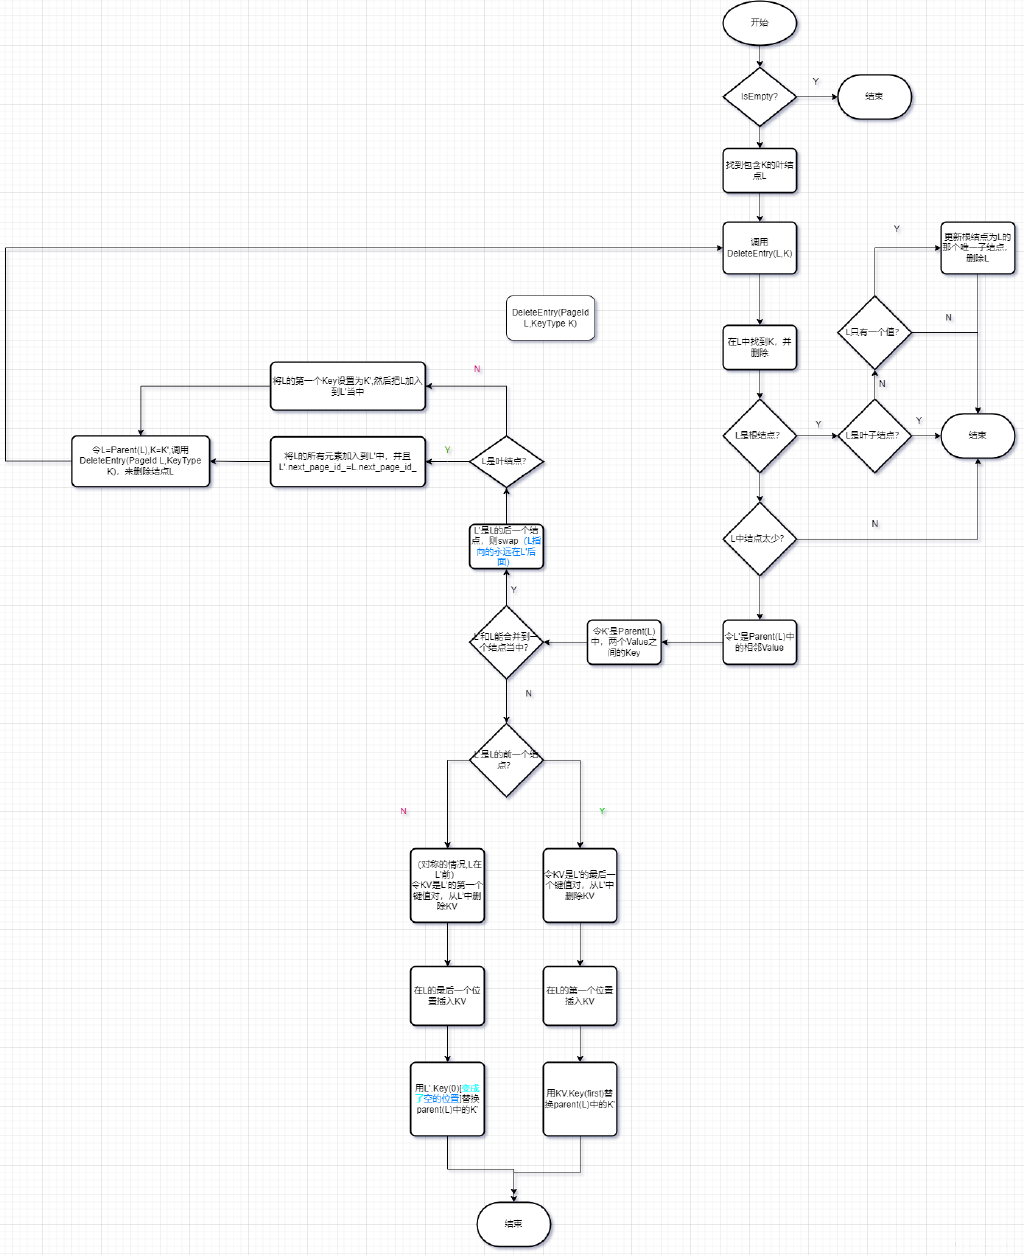 开始
isEmpty?
Y
结束
找到包含K的叶结
点L
调用
DeleteEntry(L,K)
Y
更新根结点为L的
那个唯一子结点,
删除L
DeleteEntry(PageId
L,KeyType K)
在L中找到K，并
删除
L只有一个值?
N
N
将L的第一个Key设置为K',然后把L加入
到L'当中
N
L是根结点?
Y
L是叶子结点?
Y
结束
令L=Parent(L),K=K',调用
DeleteEntry(PageId L,KeyType
K)，来删除结点L
将L的所有元素加入到L'中，并且
L'.next_page_id_=L.next_page_id_
Y
L是叶结点?
L'是L的后一个结
点，则swap（L指
向的永远在L'后
面）
L中结点太少?
N
Y
L'和L能合并到一
个结点当中?
令K'是Parent(L)
中，两个Value之
间的Key
令L'是Parent(L)中
的相邻Value
N
L'是L的前一个结
点?
N
Y
（对称的情况,L在
L'前）
令KV是L'的第一个
键值对，从L'中删
除KV
令KV是L'的最后一
个键值对，从L'中
删除KV
在L的最后一个位
置插入KV
在L的第一个位置
插入KV
用L'.Key(0)[变成
了空的位置]替换
parent(L)中的K'
用KV.Key(first)替
换parent(L)中的K'
结束